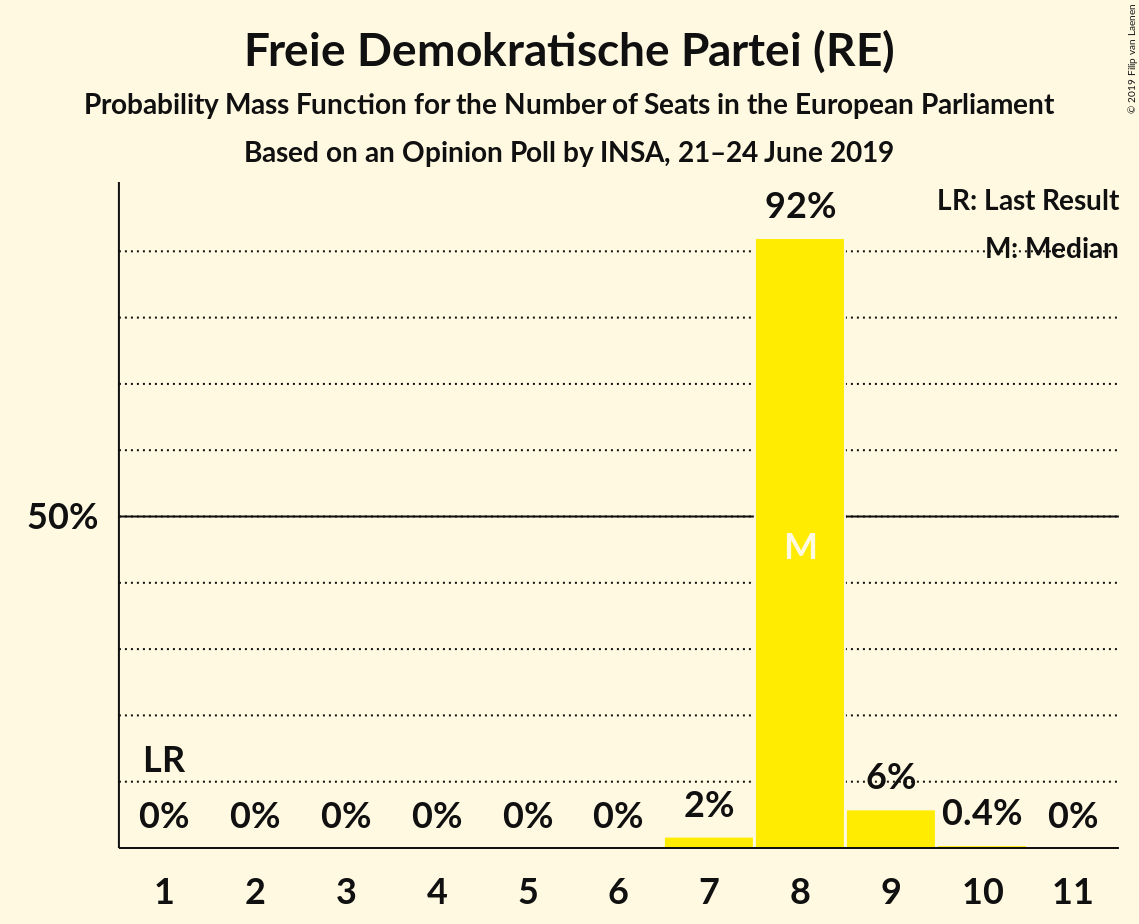 Freie Demokratische Partei (RE)
Probability Mass Function for the Number of Seats in the European Parliament
Based on an Opinion Poll by INSA, 21–24 June 2019
© 2019 Filip van Laenen
LR: Last Result
M: Median
92%
50%
M
LR
0% 0% 0% 0% 0% 0% 2% 6% 0.4% 0%
1 2 3 4 5 6 7 8 9 10 11